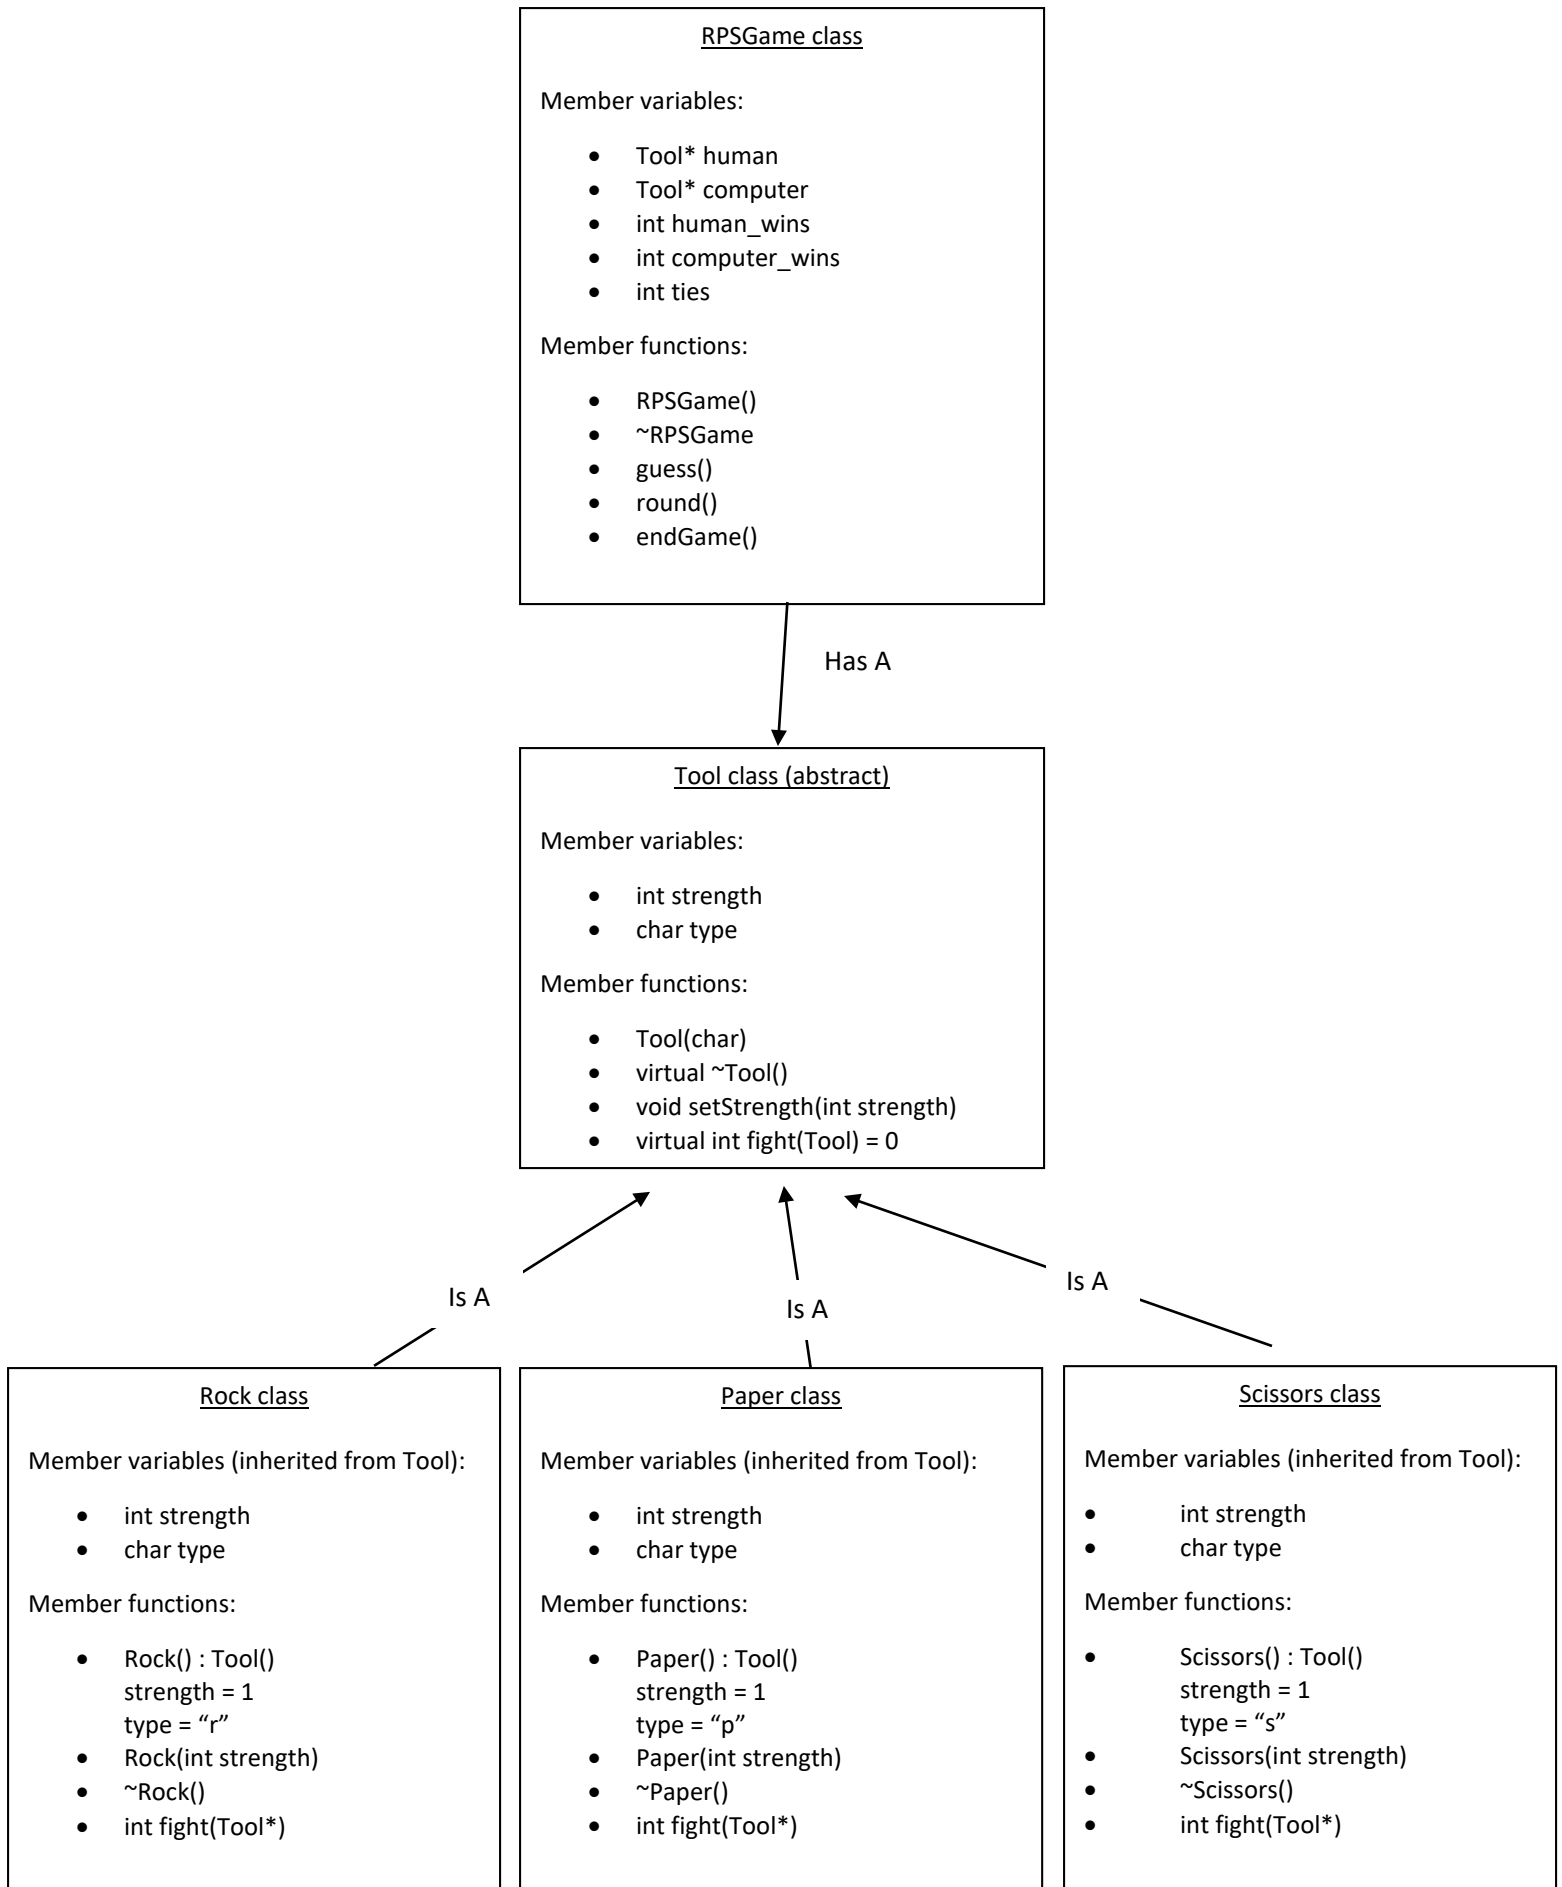 RPSGame class
Member variables:
• Tool* human
• Tool* computer
• int human_wins
• int computer_wins
• int ties
Member functions:
• RPSGame()
• ~RPSGame
• guess()
• round()
• endGame()
Has A
Tool class (abstract)
Member variables:
• int strength
• char type
Member functions:
• Tool(char)
• virtual ~Tool()
• void setStrength(int strength)
• virtual int fight(Tool) = 0
Is A
Is A
Is A
Rock class
Member variables (inherited from Tool):
• int strength
• char type
Member functions:
• Rock() : Tool()
strength = 1
type = “r”
• Rock(int strength)
• ~Rock()
• int fight(Tool*)
Paper class
Member variables (inherited from Tool):
• int strength
• char type
Member functions:
• Paper() : Tool()
strength = 1
type = “p”
• Paper(int strength)
• ~Paper()
• int fight(Tool*)
Scissors class
Member variables (inherited from Tool):
• int strength
• char type
Member functions:
• Scissors() : Tool()
strength = 1
type = “s”
• Scissors(int strength)
• ~Scissors()
• int fight(Tool*)